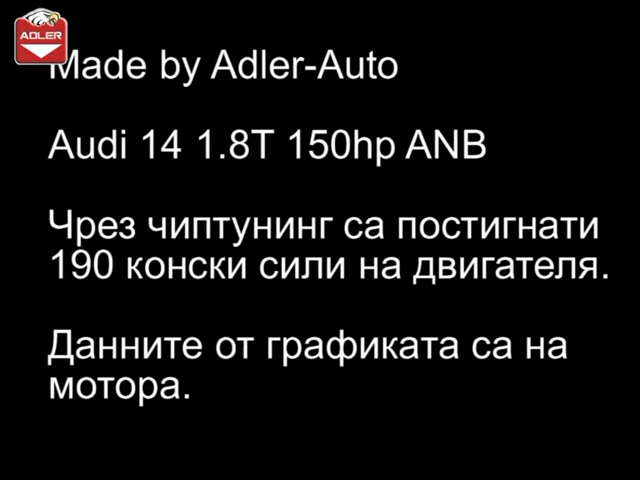 ADLER
Made by Adler-Auto
Audi 14 1.8T 150hp ANB
Чрез чиптунинг са постигнати
190 конски сили на двигателя.
Данните от графиката са на
мотора.